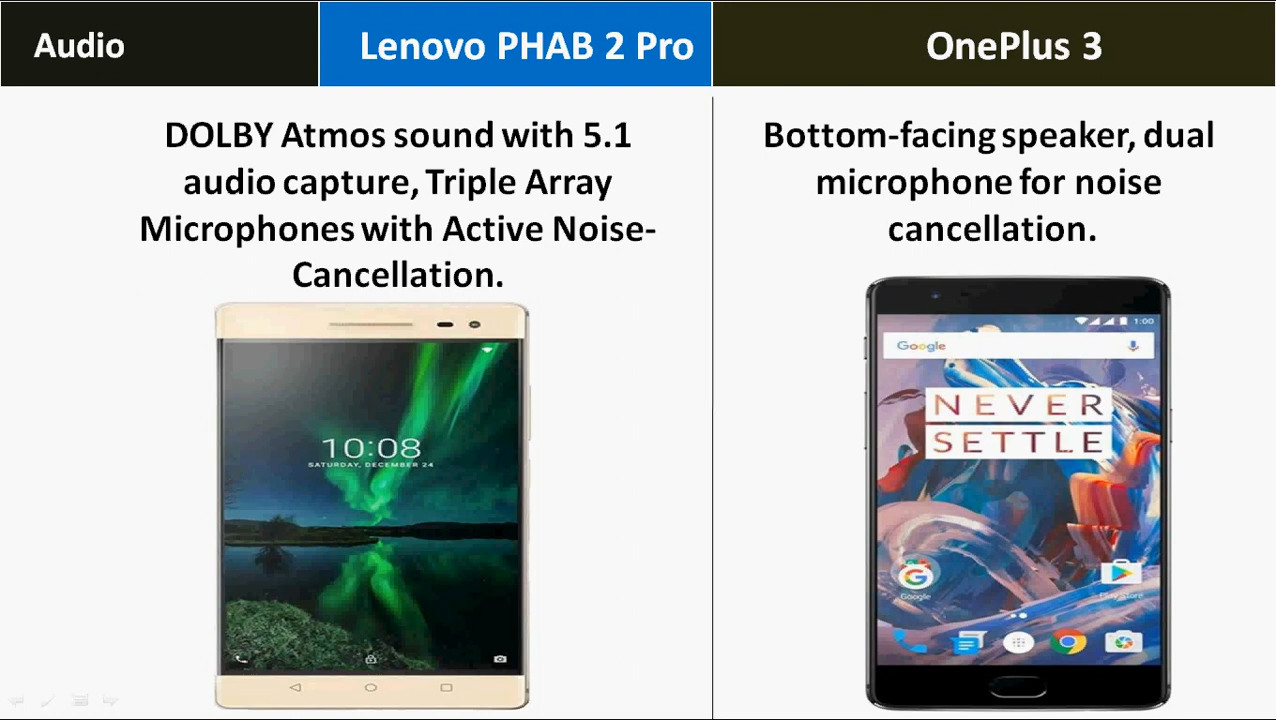 Audio
Lenovo PHAB 2 Pro
OnePlus 3
DOLBY Atmos sound with 5.1
audio capture, Triple Array
Microphones with Active Noise-
Cancellation.
Bottom-facing speaker, dual
microphone for noise
cancellation.
10:08
SATURDAY, DECEMBER 24
1:00
Google
NEVER
SETTLE
Google
Play Store